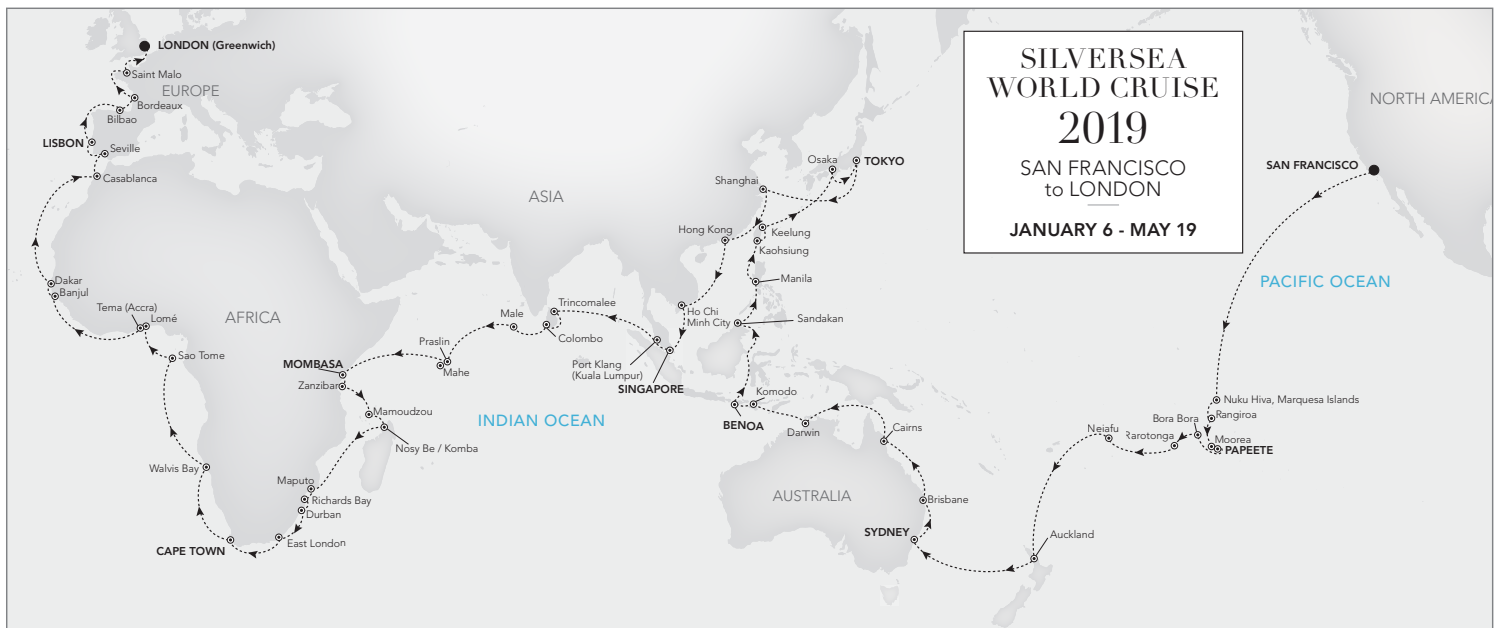 SILVERSEA
WORLD CRUISE
2019
SAN FRANCISCO
to LONDON
JANUARY 6 - MAY 19
LONDON (Greenwich)
Saint Malo
EUROPE
Bordeaux
Bilbao
LISBON
Seville
Casablanca
Dakar
Banjul
Tema (Accra)
Lomé
AFRICA
Sao Tome
Walvis Bay
CAPE TOWN
East London
Durban
Richards Bay
Maputo
Nosy Be / Komba
Mamoudzou
Zanzibar
MOMBASA
Mahe
Praslin
Male
Colombo
Trincomalee
INDIAN OCEAN
Port Klang
(Kuala Lumpur)
SINGAPORE
Ho Chi
Minh City
Hong Kong
ASIA
Shanghai
Osaka
TOKYO
Keelung
Kaohsiung
Manila
Sandakan
BENOA
Komodo
Darwin
Cairns
AUSTRALIA
Brisbane
SYDNEY
Auckland
Neiafu
Rarotonga
Bora Bora
Moorea
PAPEETE
Rangiroa
Nuku Hiva, Marquesa Islands
PACIFIC OCEAN
SAN FRANCISCO
NORTH AMERICA